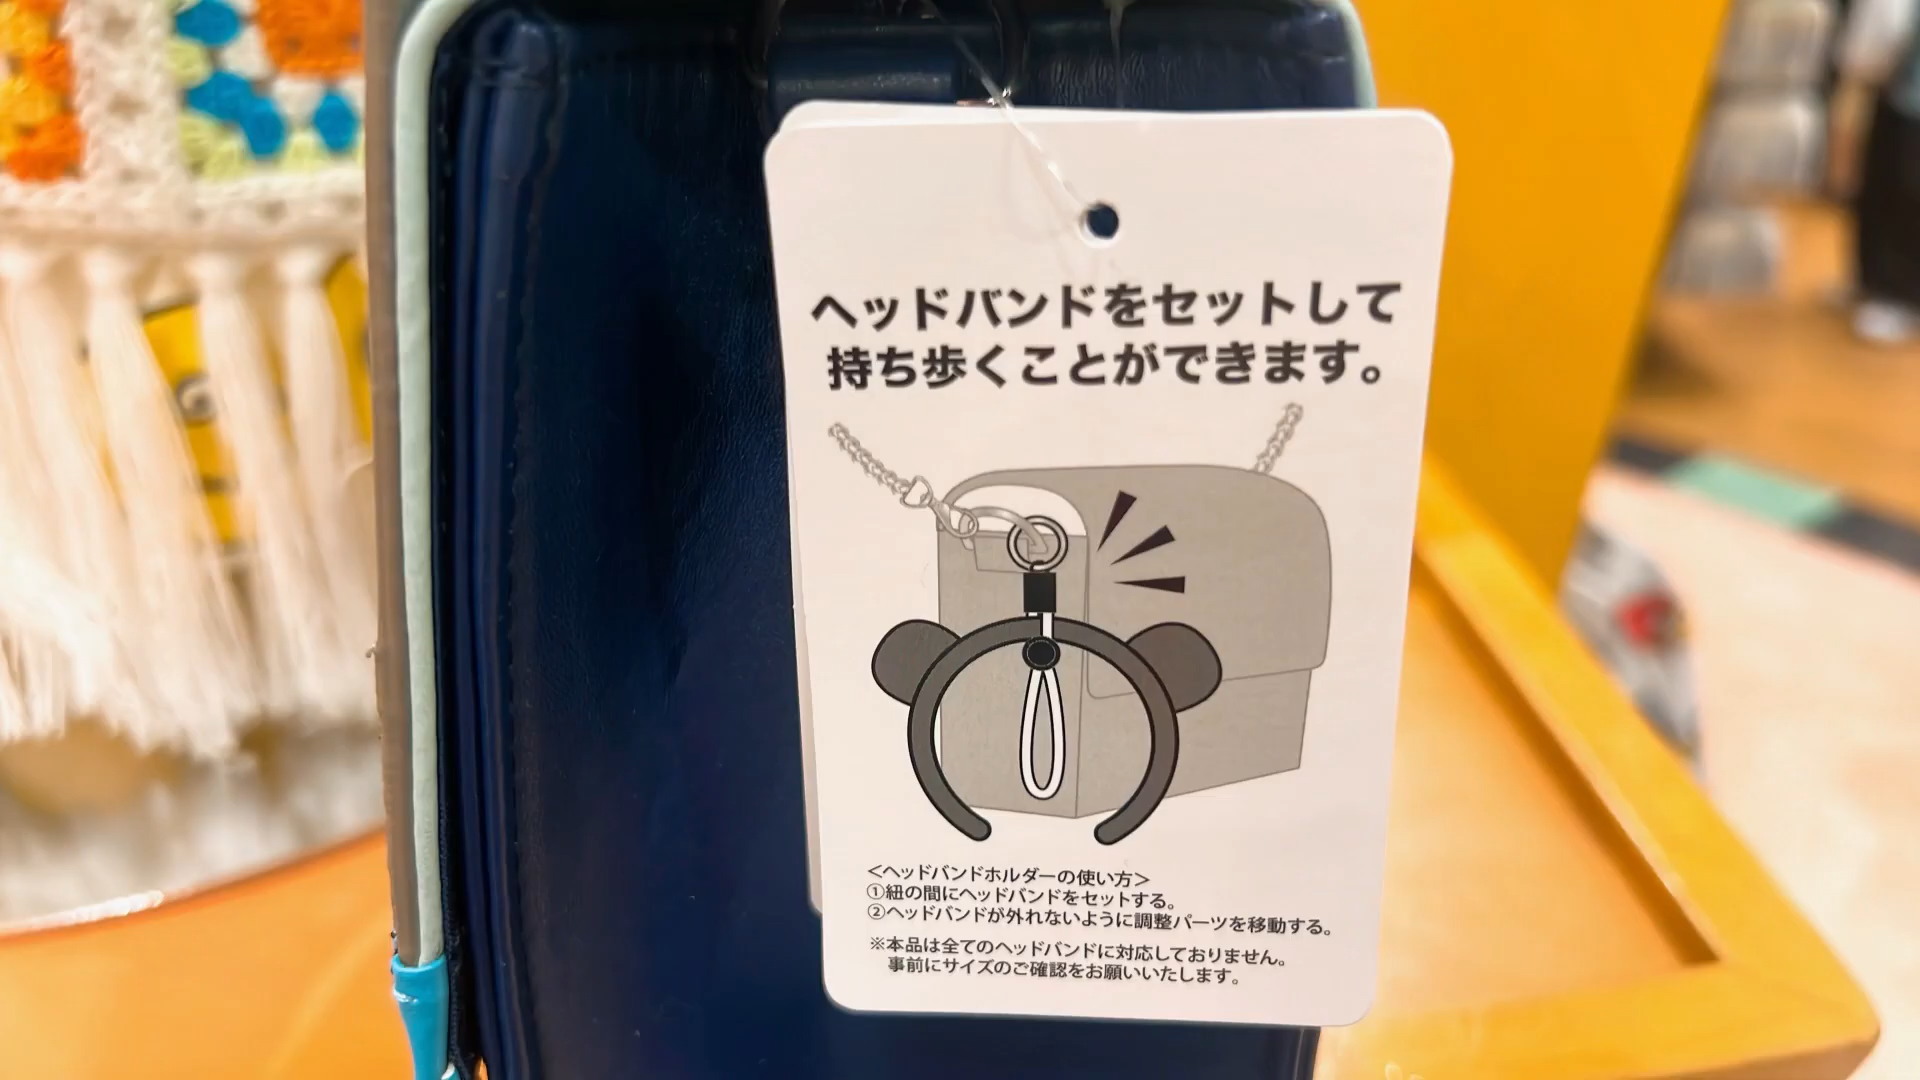 ヘッドバンドをセットして
持ち歩くことができます。
＜ヘッドバンドホルダーの使い方＞
①紐の間にヘッドバンドをセットする。
②ヘッドバンドが外れないように調整パーツを移動する。
※本品は全てのヘッドバンドに対応しておりません。
事前にサイズのご確認をお願いいたします。